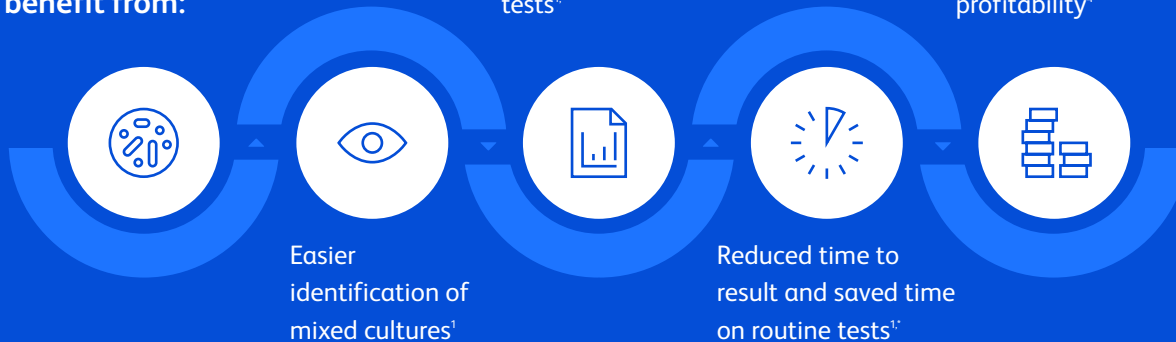 benefit from:
tests¹,
profitability¹
Easier
identification of
mixed cultures¹
Reduced time to
result and saved time
on routine tests¹,*